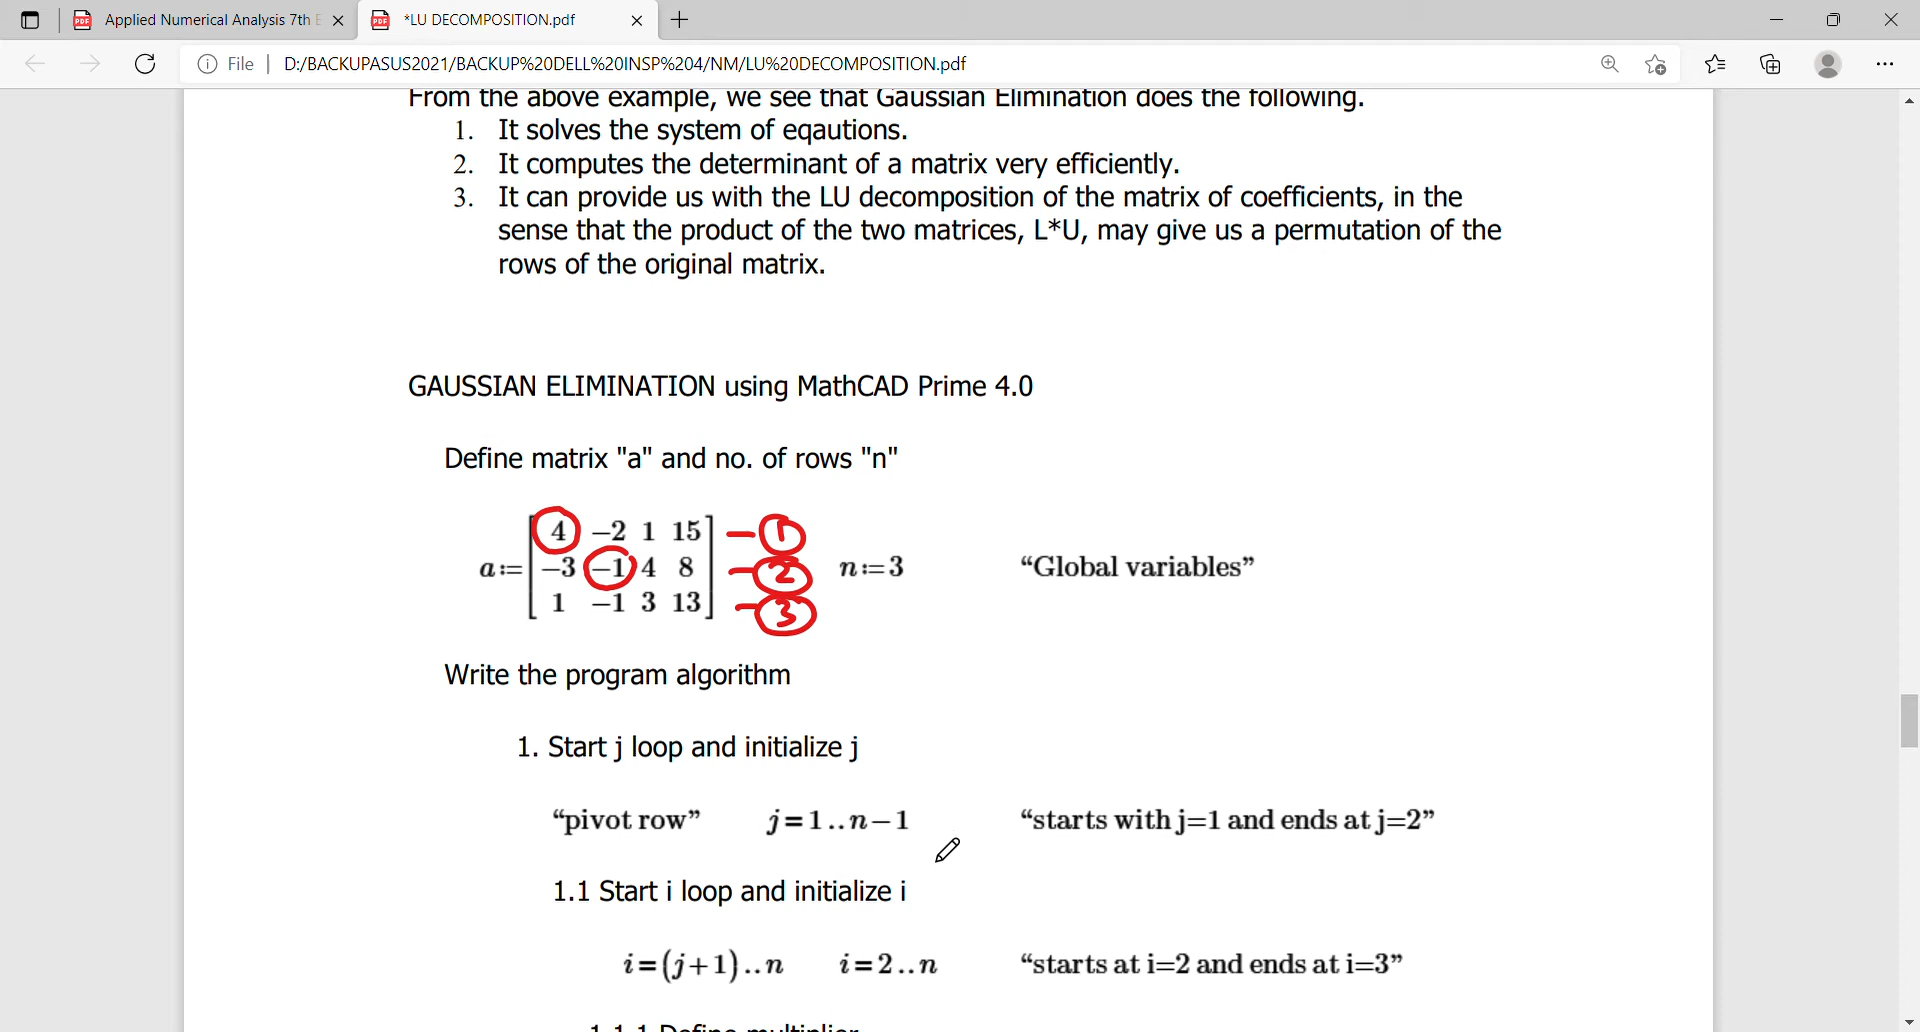 Applied Numerical Analysis 7th E
*LU DECOMPOSITION.pdf
File | D:/BACKUPASUS2021/BACKUP%20DELL%20INSP%204/NM/LU%20DECOMPOSITION.pdf
From the above example, we see that Gaussian Elimination does the following.
1. It solves the system of eqautions.
2. It computes the determinant of a matrix very efficiently.
3. It can provide us with the LU decomposition of the matrix of coefficients, in the
sense that the product of the two matrices, L*U, may give us a permutation of the
rows of the original matrix.
GAUSSIAN ELIMINATION using MathCAD Prime 4.0
Define matrix "a" and no. of rows "n"
4 −2 1 15 – 1
a:= −3 −1 4 8 – 2 n:=3 “Global variables”
1 −1 3 13 – 3
Write the program algorithm
1. Start j loop and initialize j
“pivot row” j=1..n−1 “starts with j=1 and ends at j=2”
1.1 Start i loop and initialize i
i=(j+1)..n i=2..n “starts at i=2 and ends at i=3”
1.1.1 Define multiplier